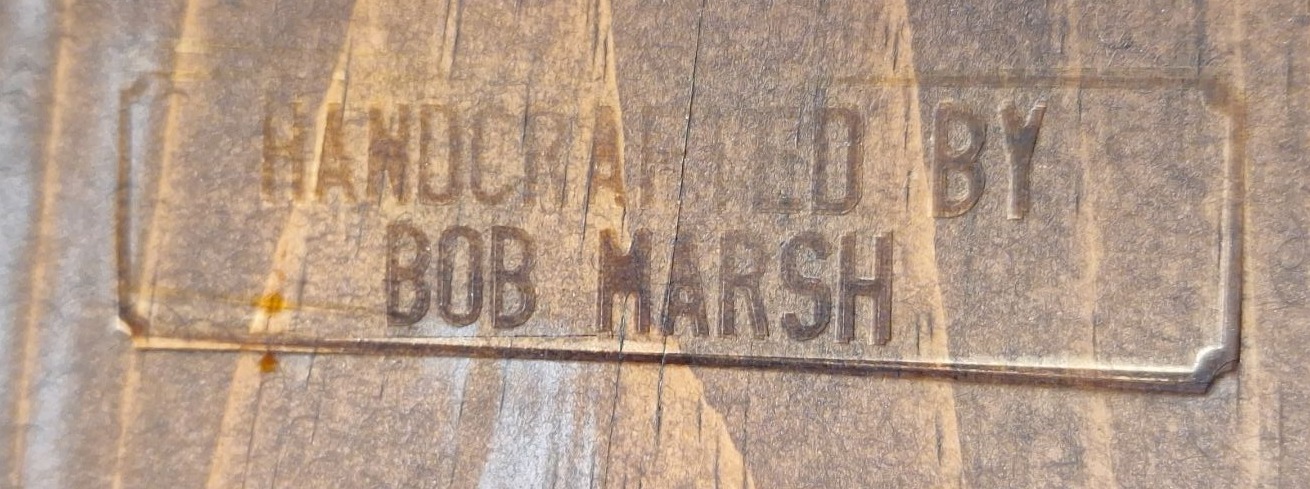 HANDCRAFTED BY
BOB MARSH